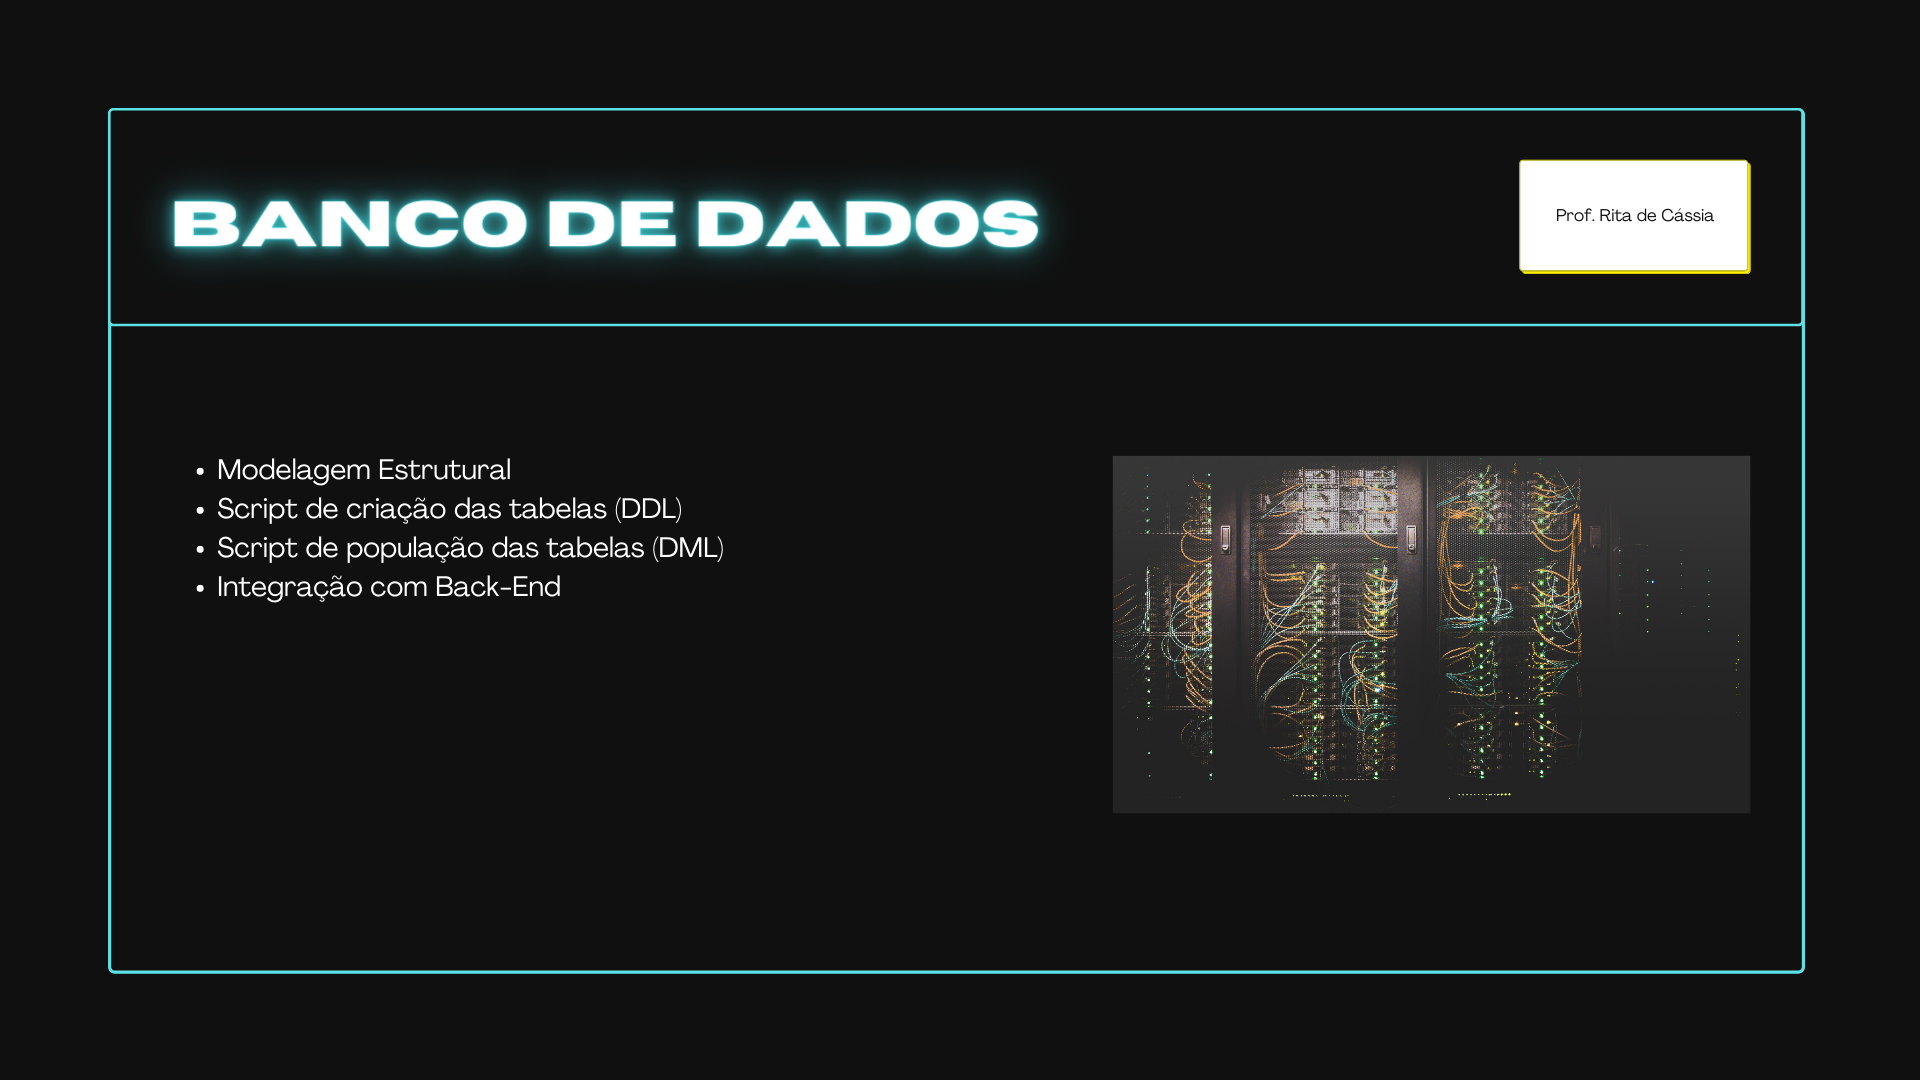 BANCO DE DADOS
Prof. Rita de Cássia
• Modelagem Estrutural
• Script de criação das tabelas (DDL)
• Script de população das tabelas (DML)
• Integração com Back-End